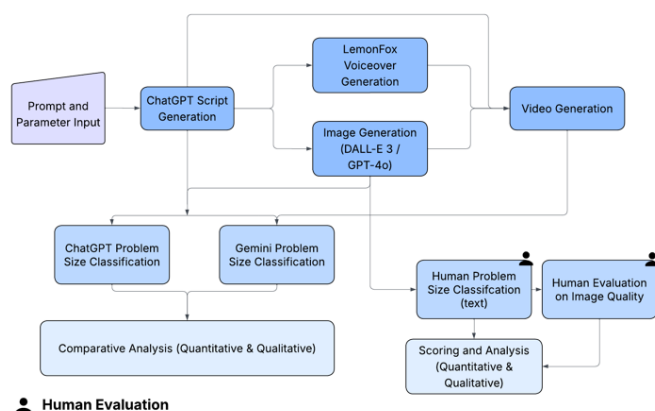 LemonFox
Voiceover
Generation
Prompt and
Parameter Input
ChatGPT Script
Generation
Video Generation
Image Generation
(DALL-E 3 /
GPT-4o)
ChatGPT Problem
Size Classification
Gemini Problem
Size Classification
Human Problem
Size Classifcation
(text)
Human Evaluation
on Image Quality
Comparative Analysis (Quantitative & Qualitative)
Scoring and Analysis
(Quantitative &
Qualitative)
Human Evaluation